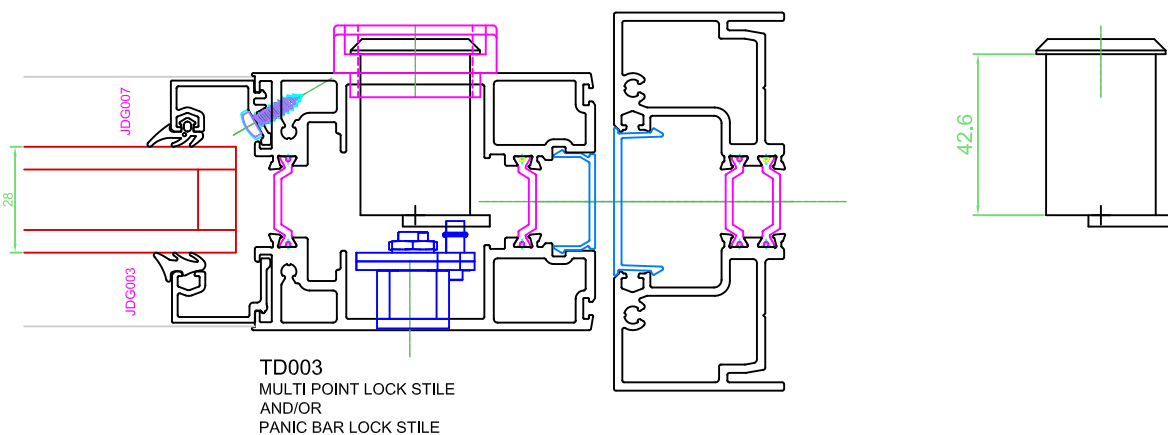 JDG007
28
JDG003
42.6
TD003
MULTI POINT LOCK STILE
AND/OR
PANIC BAR LOCK STILE